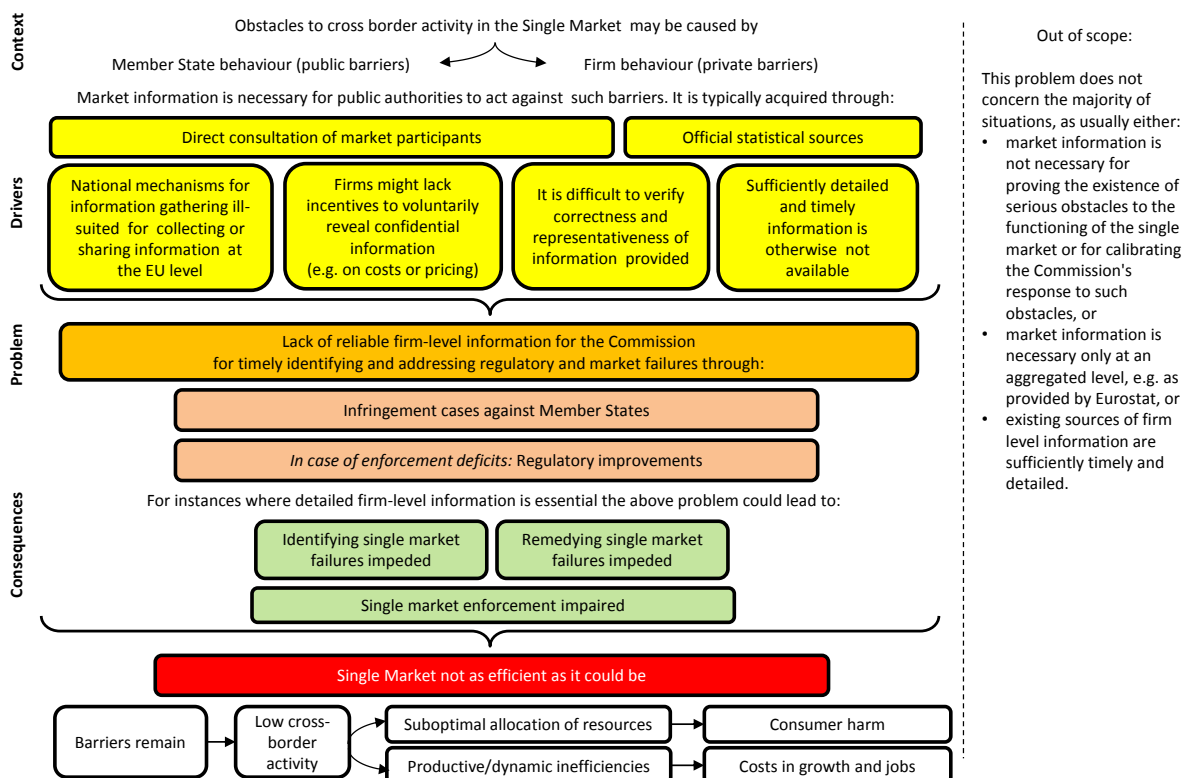 Context
Obstacles to cross border activity in the Single Market may be caused by
Member State behaviour (public barriers)
Firm behaviour (private barriers)
Market information is necessary for public authorities to act against such barriers. It is typically acquired through:
Drivers
Direct consultation of market participants
Official statistical sources
National mechanisms for
information gathering ill-
suited for collecting or
sharing information at
the EU level
Firms might lack
incentives to voluntarily
reveal confidential
information
(e.g. on costs or pricing)
It is difficult to verify
correctness and
representativeness of
information provided
Sufficiently detailed
and timely
information is
otherwise not
available
Problem
Lack of reliable firm-level information for the Commission
for timely identifying and addressing regulatory and market failures through:
Infringement cases against Member States
In case of enforcement deficits: Regulatory improvements
Consequences
For instances where detailed firm-level information is essential the above problem could lead to:
Identifying single market
failures impeded
Remedying single market
failures impeded
Single market enforcement impaired
Single Market not as efficient as it could be
Barriers remain
Low cross-
border
activity
Suboptimal allocation of resources
Consumer harm
Productive/dynamic inefficiencies
Costs in growth and jobs
Out of scope:
This problem does not
concern the majority of
situations, as usually either:
• market information is
not necessary for
proving the existence of
serious obstacles to the
functioning of the single
market or for calibrating
the Commission's
response to such
obstacles, or
• market information is
necessary only at an
aggregated level, e.g. as
provided by Eurostat, or
• existing sources of firm
level information are
sufficiently timely and
detailed.